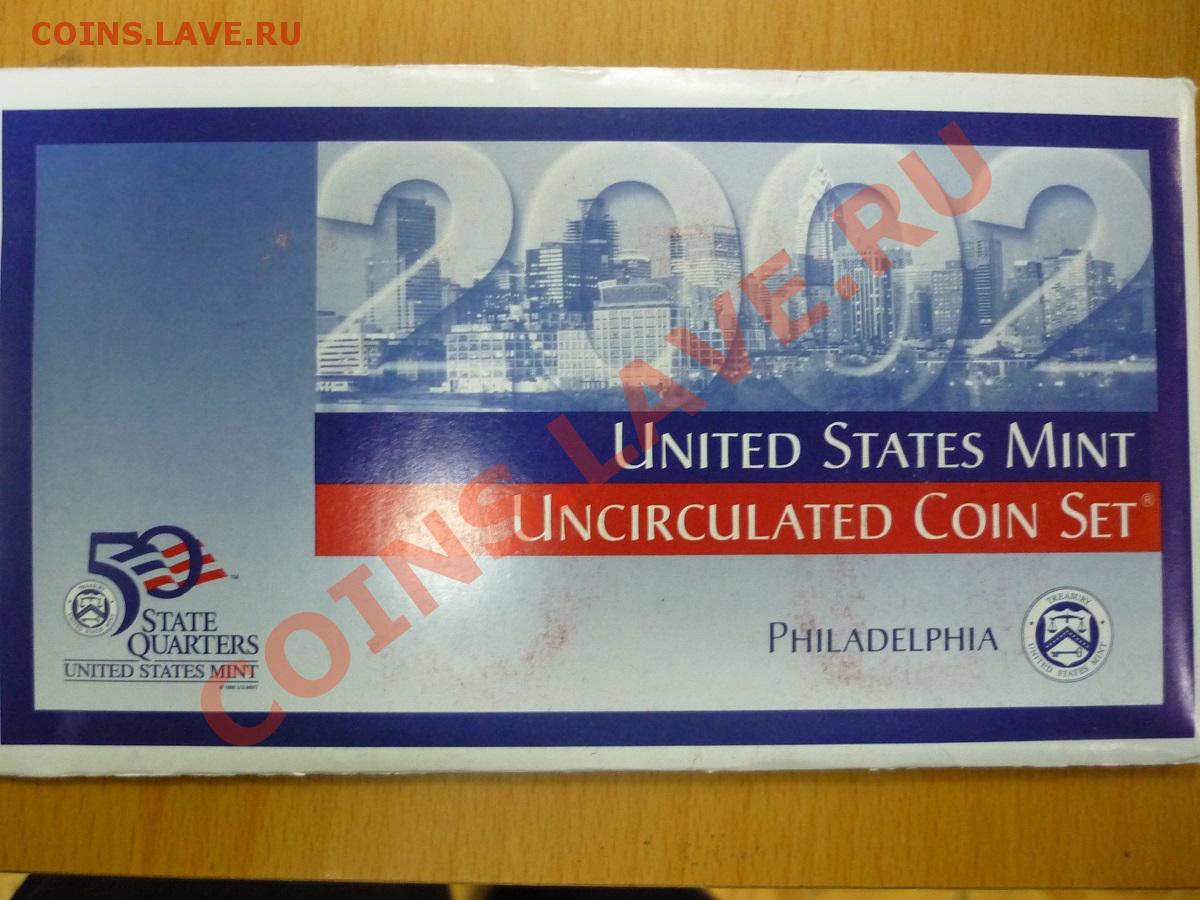 COINS.LAVE.RU
2002
UNITED STATES MINT
UNCIRCULATED COIN SET®
50
™
STATE
QUARTERS
UNITED STATES MINT
PHILADELPHIA
TREASURY
UNITED STATES MINT
COINS.LAVE.RU